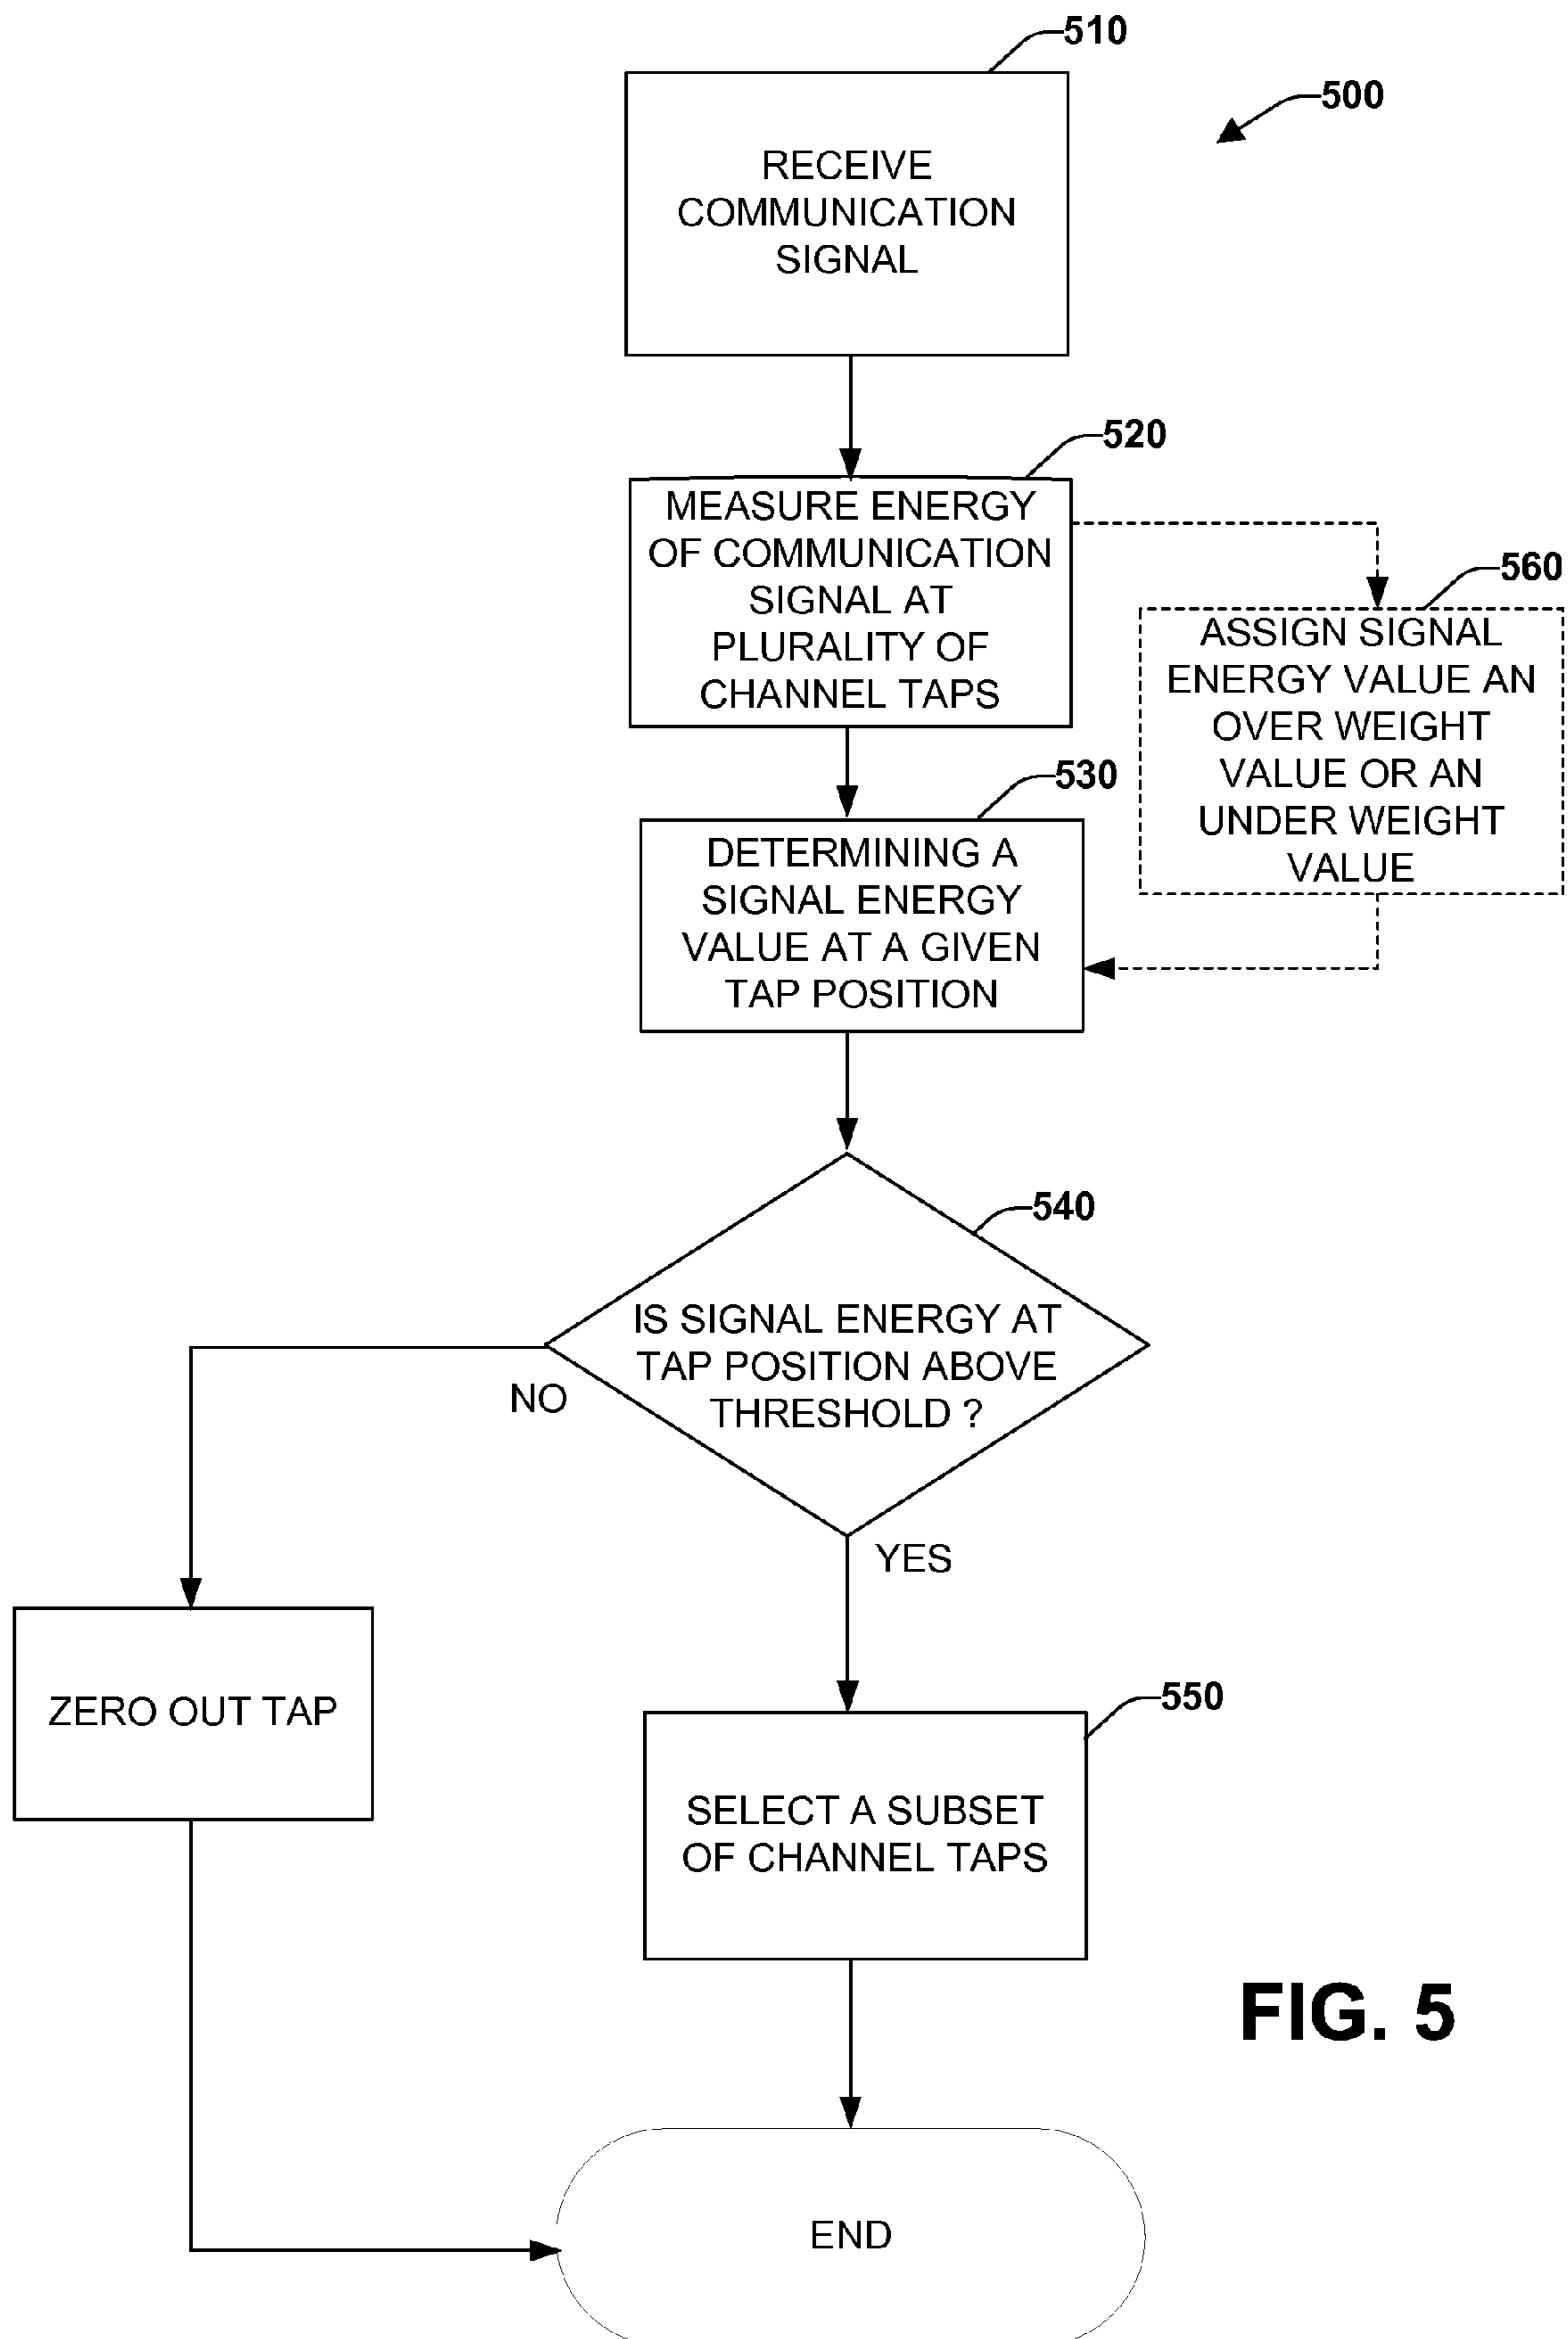 510
500
RECEIVE
COMMUNICATION
SIGNAL
520
MEASURE ENERGY
OF COMMUNICATION
SIGNAL AT
PLURALITY OF
CHANNEL TAPS
560
ASSIGN SIGNAL
ENERGY VALUE AN
OVER WEIGHT
VALUE OR AN
UNDER WEIGHT
VALUE
530
DETERMINING A
SIGNAL ENERGY
VALUE AT A GIVEN
TAP POSITION
540
IS SIGNAL ENERGY AT
TAP POSITION ABOVE
THRESHOLD ?
NO
YES
ZERO OUT TAP
550
SELECT A SUBSET
OF CHANNEL TAPS
FIG. 5
END